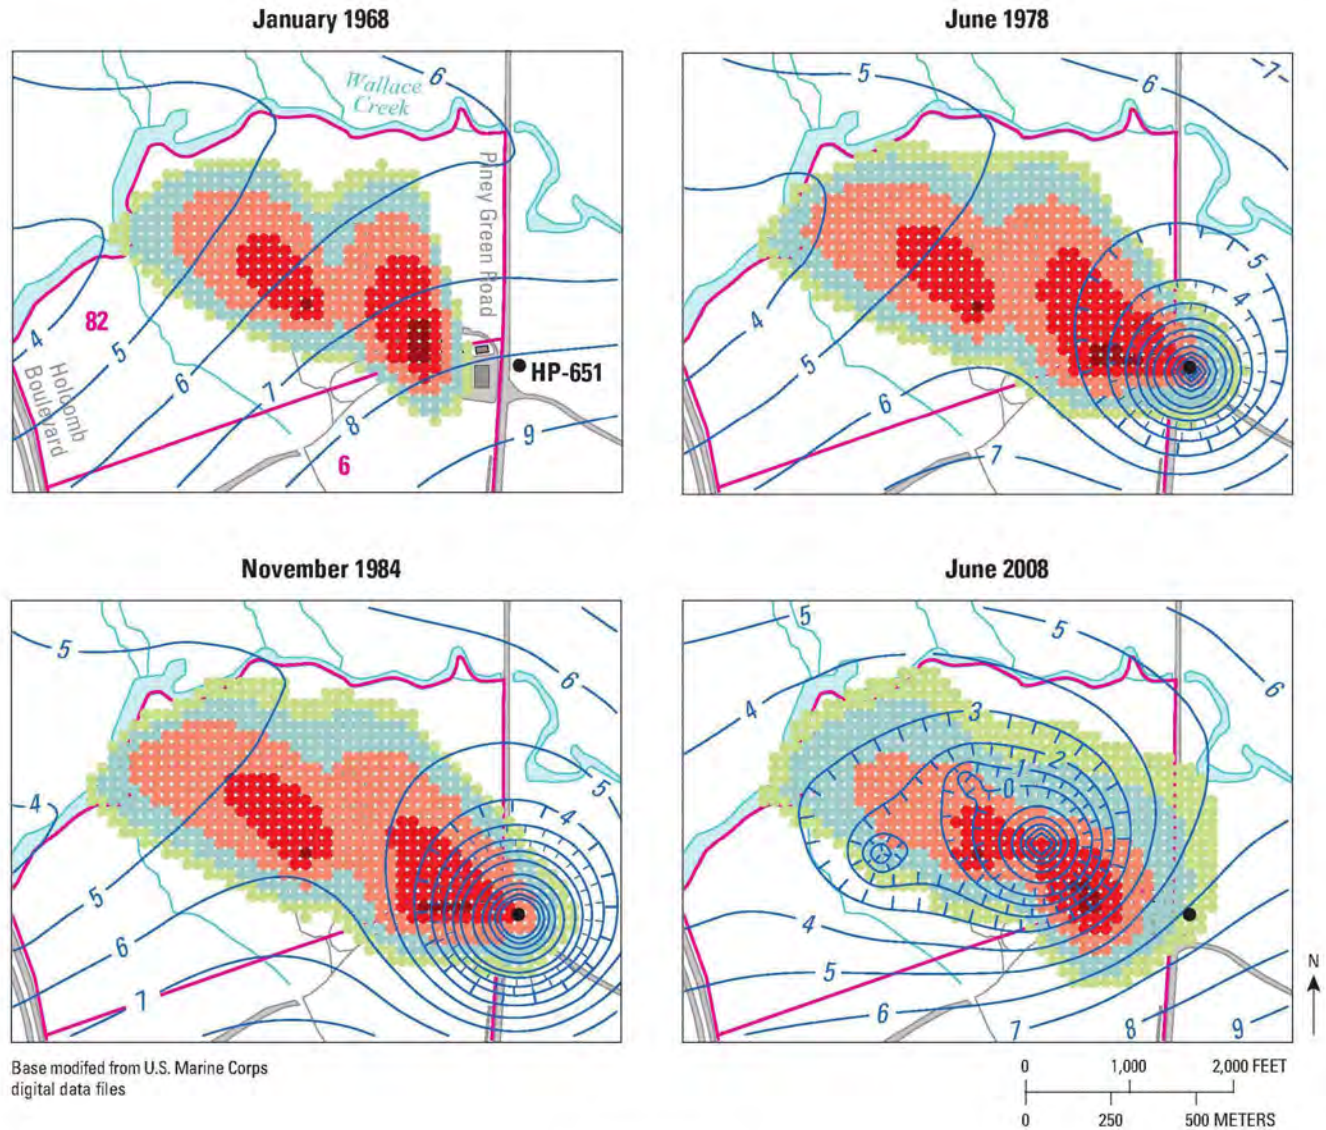 January 1968
June 1978
6
Wallace
Creek
Piney Green Road
82
4
5
6
7
8
9
6
Holcomb
Boulevard
HP-651
5
6
7
5
4
4
5
6
7
November 1984
June 2008
5
6
5
4
4
5
6
7
5
5
6
4
3
2
1
0
4
5
6
7
8
9
N
Base modifed from U.S. Marine Corps
digital data files
0 1,000 2,000 FEET
0 250 500 METERS